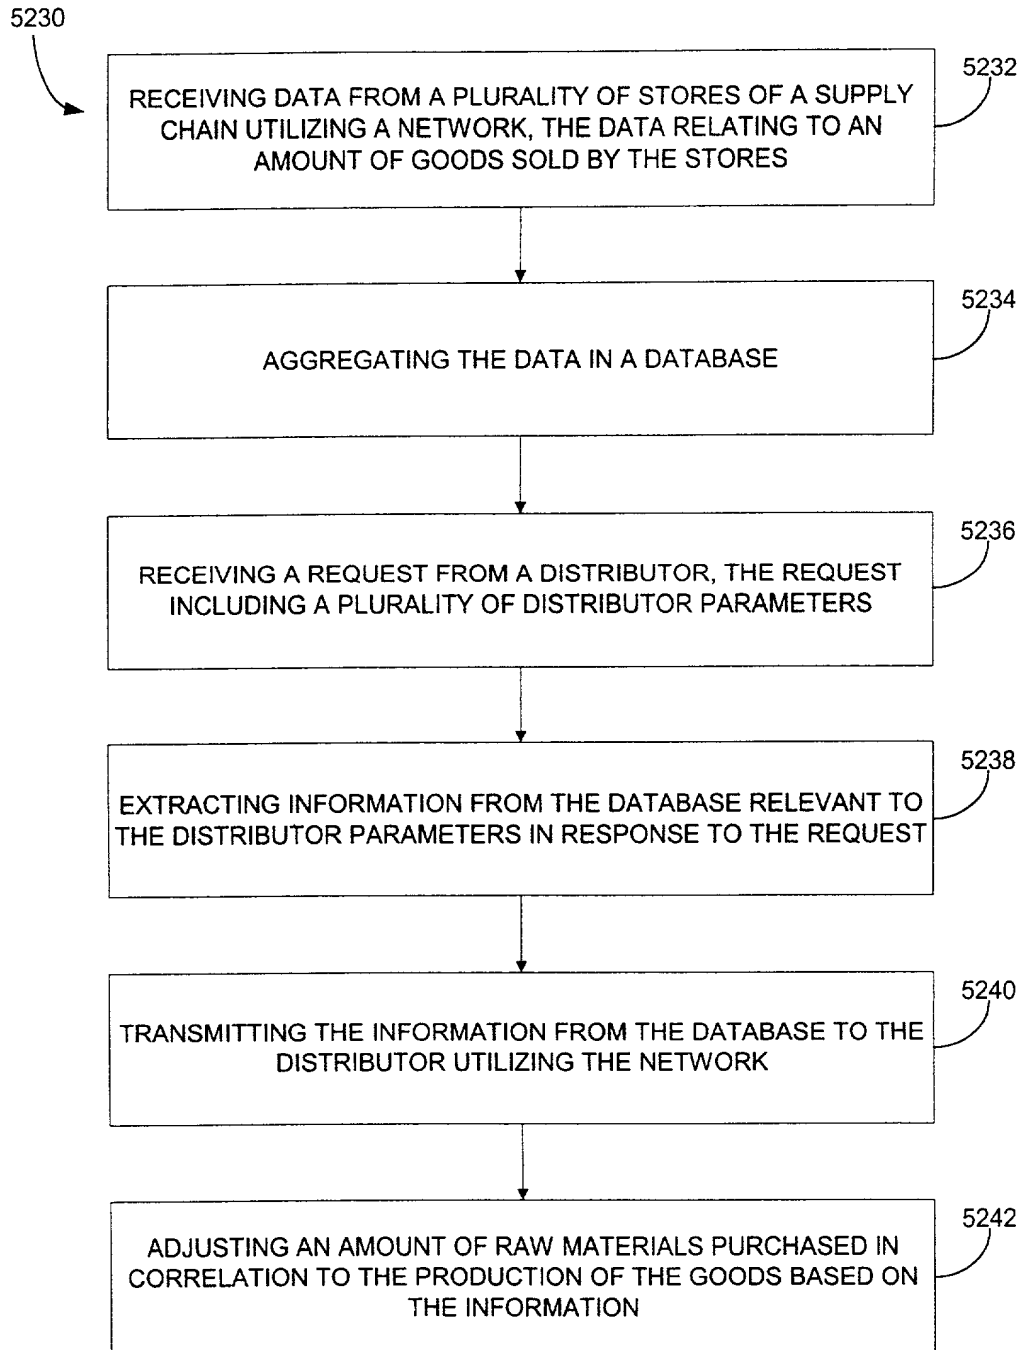 5230
5232
RECEIVING DATA FROM A PLURALITY OF STORES OF A SUPPLY
CHAIN UTILIZING A NETWORK, THE DATA RELATING TO AN
AMOUNT OF GOODS SOLD BY THE STORES
5234
AGGREGATING THE DATA IN A DATABASE
5236
RECEIVING A REQUEST FROM A DISTRIBUTOR, THE REQUEST
INCLUDING A PLURALITY OF DISTRIBUTOR PARAMETERS
5238
EXTRACTING INFORMATION FROM THE DATABASE RELEVANT TO
THE DISTRIBUTOR PARAMETERS IN RESPONSE TO THE REQUEST
5240
TRANSMITTING THE INFORMATION FROM THE DATABASE TO THE
DISTRIBUTOR UTILIZING THE NETWORK
5242
ADJUSTING AN AMOUNT OF RAW MATERIALS PURCHASED IN
CORRELATION TO THE PRODUCTION OF THE GOODS BASED ON
THE INFORMATION